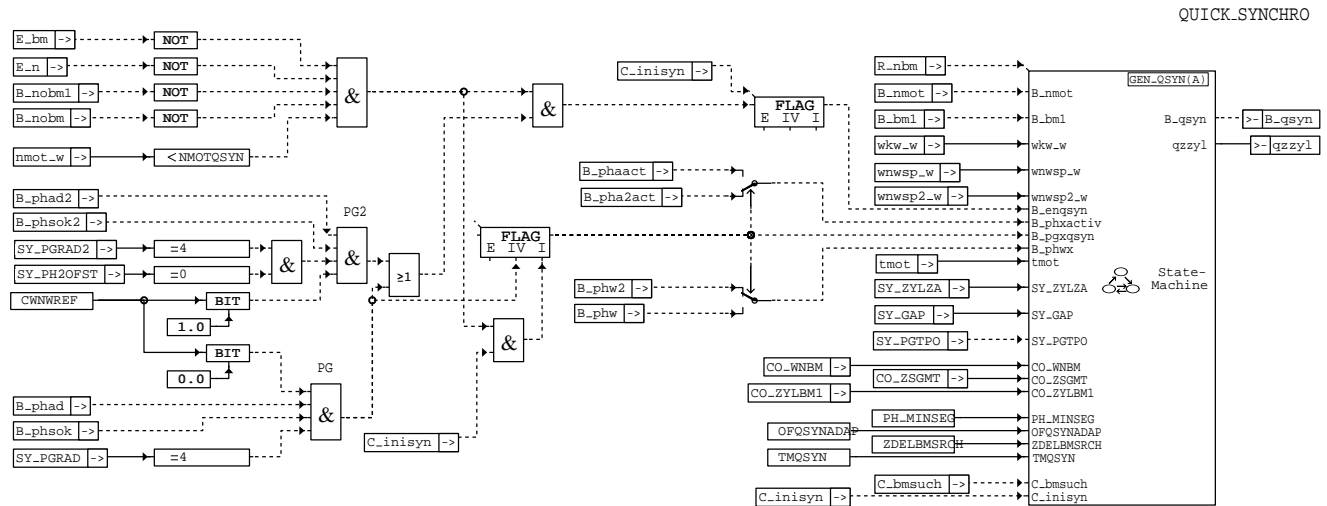 QUICK_SYNCHRO
E_bm ->
NOT
E_n ->
NOT
B_nobm1 ->
NOT
B_nobm ->
NOT
nmot_w ->
<NMOTQSYN
&
&
C_inisyn ->
FLAG
E IV I
B_phad2 ->
B_phsok2 ->
SY_PGRAD2 ->
=4
SY_PH2OFST ->
=0
&
PG2
&
≥1
CWNWREF
BIT
1.0
BIT
0.0
PG
&
B_phad ->
B_phsok ->
SY_PGRAD ->
=4
C_inisyn ->
&
FLAG
E IV I
B_phaact ->
B_pha2act ->
B_phw2 ->
B_phw ->
R_nbm ->
B_nmot ->
B_bm1 ->
wkw_w ->
wnwsp_w ->
wnwsp2_w ->
tmot ->
SY_ZYLZA ->
SY_GAP ->
SY_PGTPO ->
CO_WNBM ->
CO_ZSGMT ->
CO_ZYLBM1 ->
PH_MINSEG
OFQSYNADAP
ZDELBMSRCH
TMQSYN
C_bmsuch ->
C_inisyn ->
GEN_QSYN(A)
B_nmot
B_bm1
wkw_w
wnwsp_w
wnwsp2_w
B_enqsyn
B_phxactiv
B_pgxqsyn
B_phwx
tmot
SY_ZYLZA
SY_GAP
SY_PGTPO
CO_WNBM
CO_ZSGMT
CO_ZYLBM1
PH_MINSEG
OFQSYNADAP
ZDELBMSRCH
TMQSYN
C_bmsuch
C_inisyn
State-
Machine
B_qsyn
>- B_qsyn
qzzyl
>- qzzyl